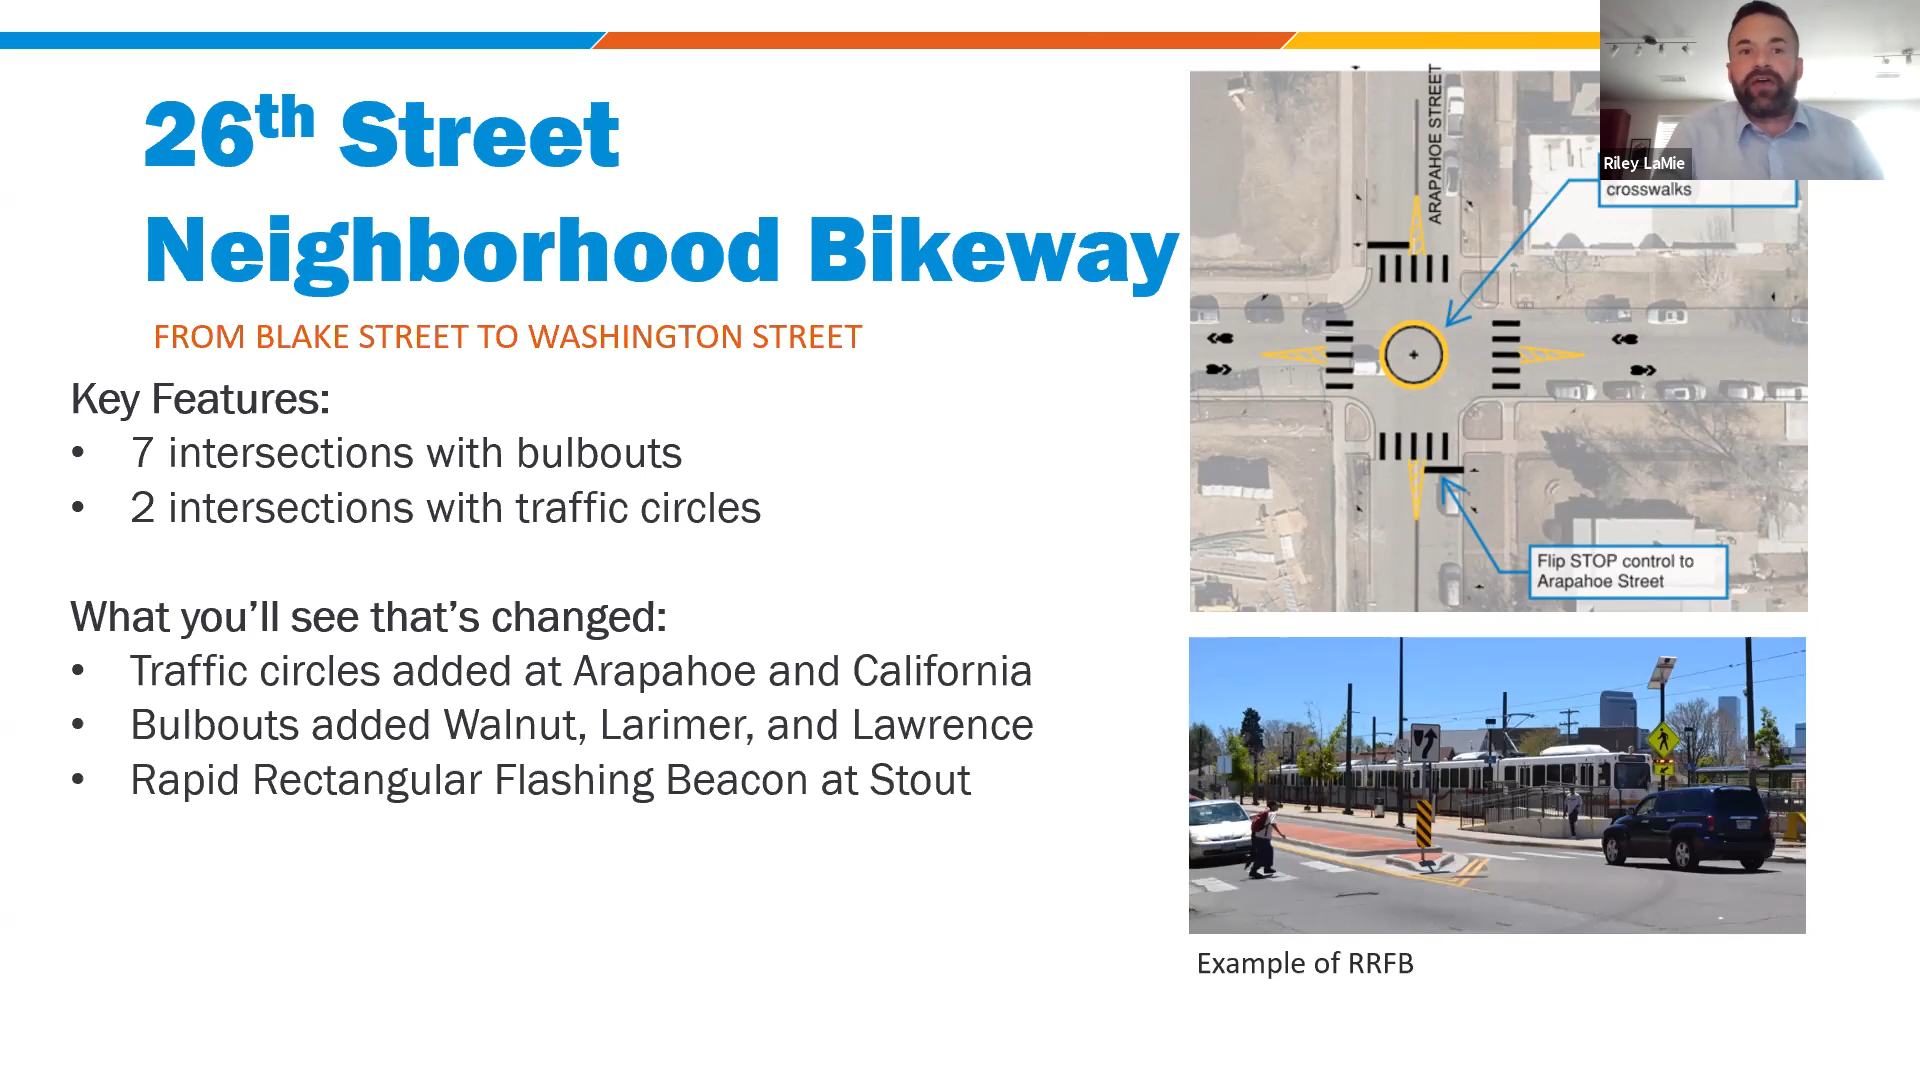 26th Street
Neighborhood Bikeway
FROM BLAKE STREET TO WASHINGTON STREET
Key Features:
• 7 intersections with bulbouts
• 2 intersections with traffic circles
What you’ll see that’s changed:
• Traffic circles added at Arapahoe and California
• Bulbouts added Walnut, Larimer, and Lawrence
• Rapid Rectangular Flashing Beacon at Stout
ARAPAHOE STREET
Riley LaMie
crosswalks
Flip STOP control to
Arapahoe Street
Example of RRFB